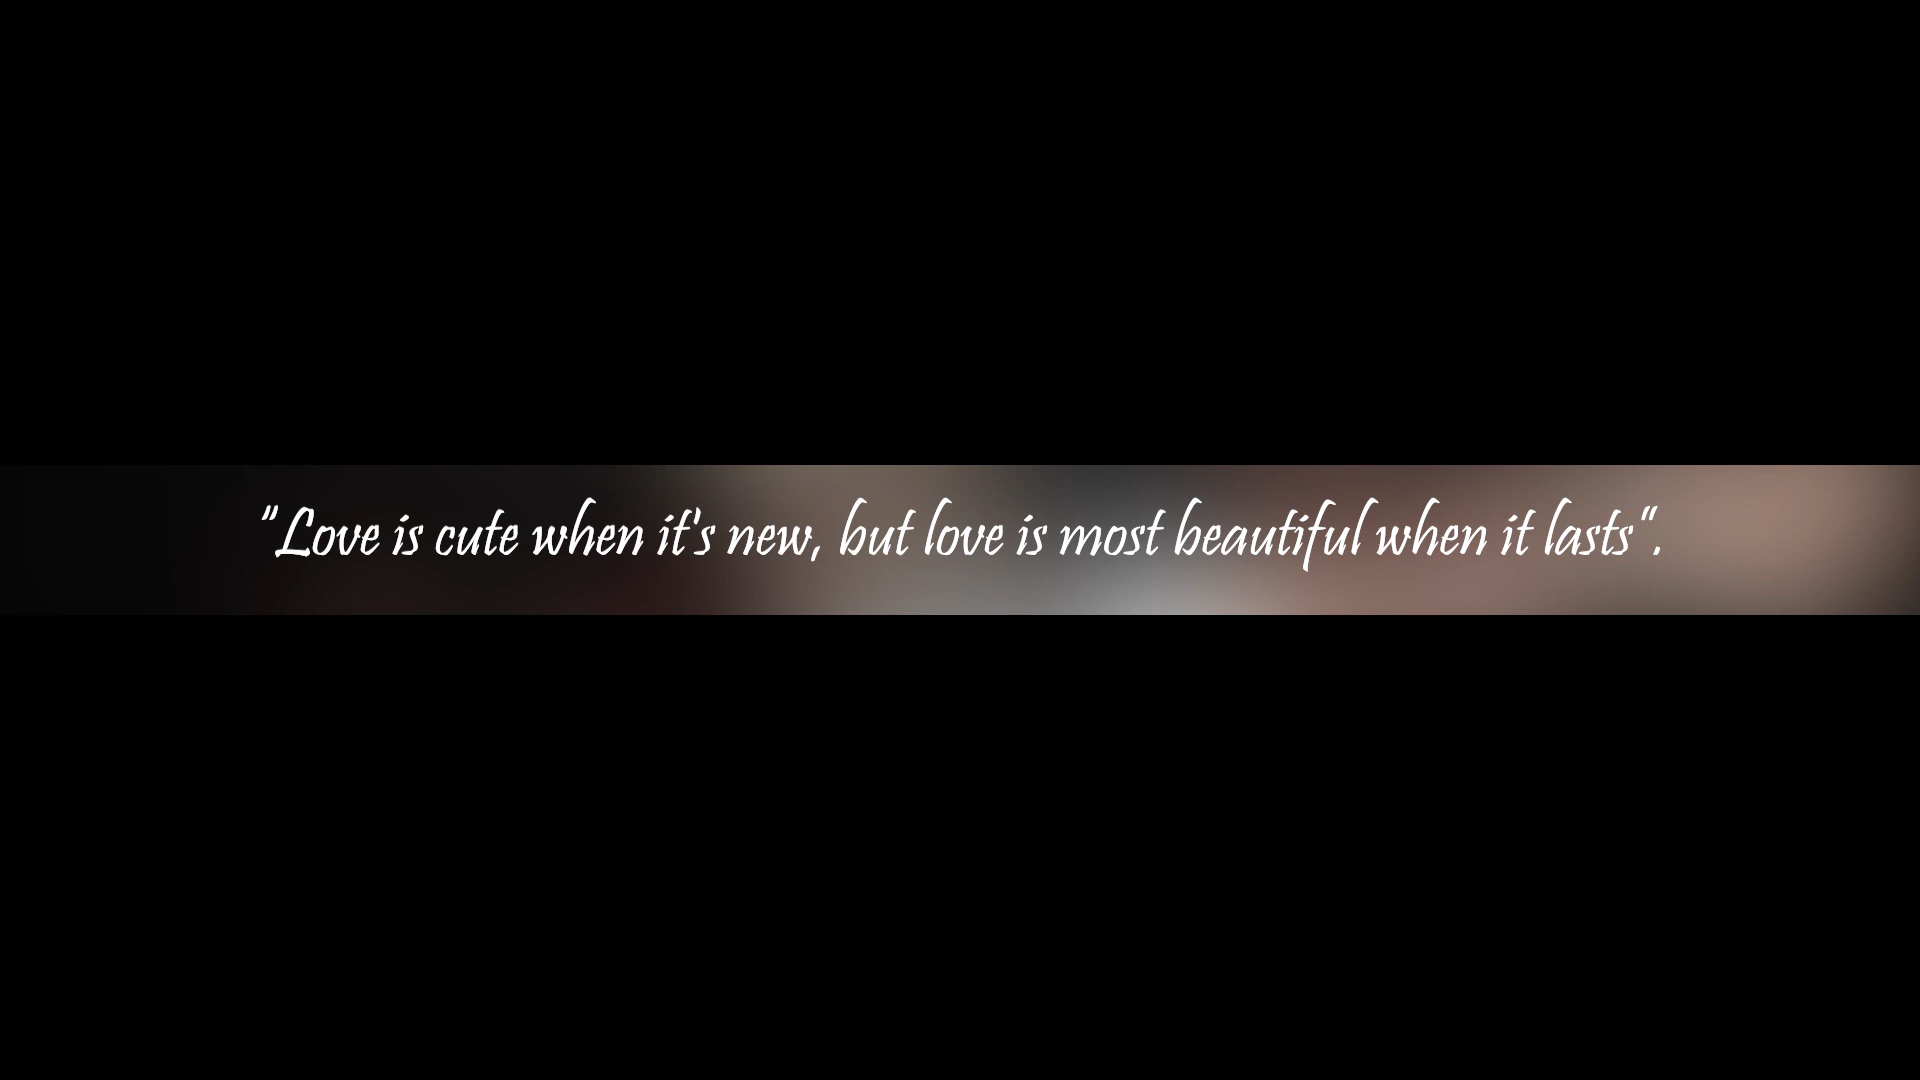 "Love is cute when it's new, but love is most beautiful when it lasts“.